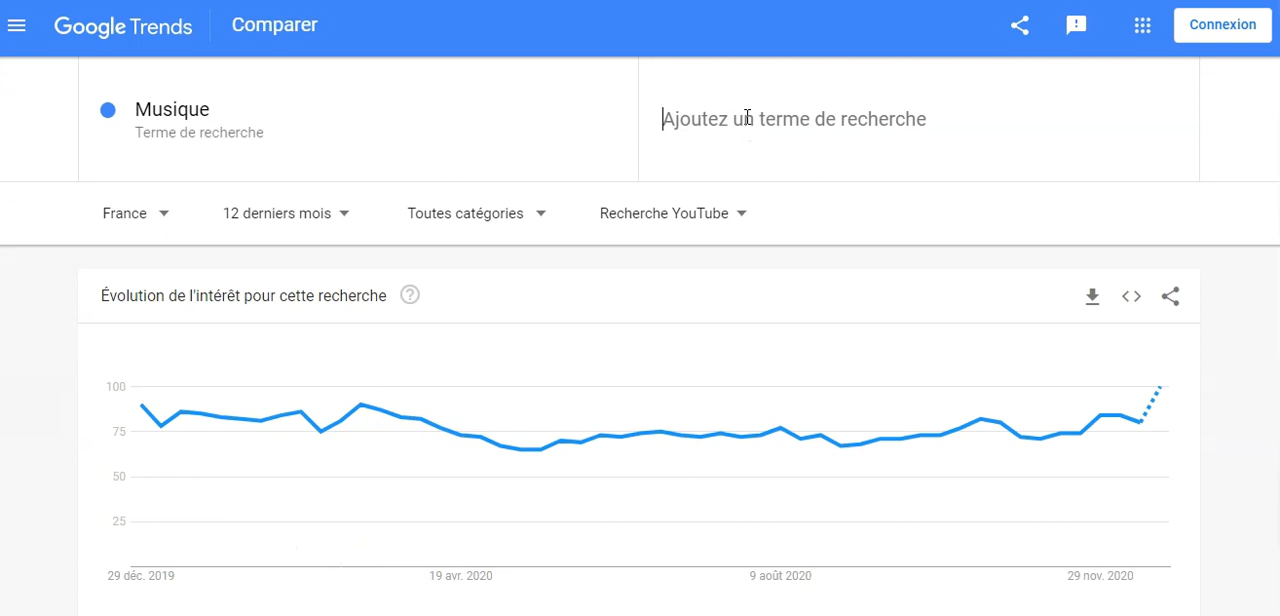 Google Trends Comparer Connexion
Musique
Terme de recherche
Ajoutez un terme de recherche
France 12 derniers mois Toutes catégories Recherche YouTube
Évolution de l'intérêt pour cette recherche ?
100
75
50
25
29 déc. 2019 19 avr. 2020 9 août 2020 29 nov. 2020